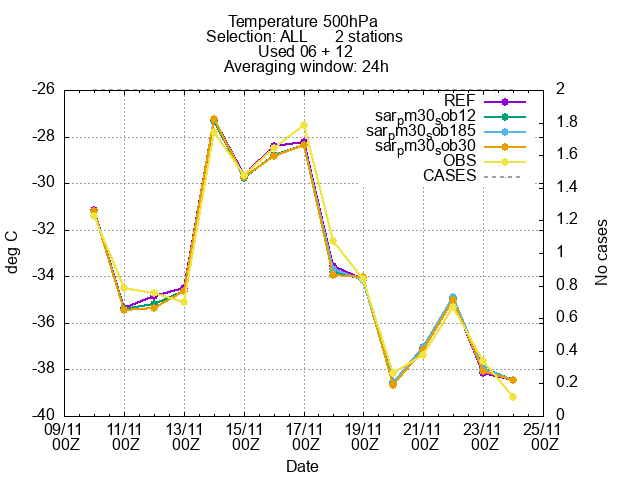 Temperature 500hPa
Selection: ALL 2 stations
Used 06 + 12
Averaging window: 24h
REF
sar_pm30_sob12
sar_pm30_sob185
sar_pm30_sob30
OBS
CASES
-26
-28
-30
-32
-34
-36
-38
-40
deg C
2
1.8
1.6
1.4
1.2
1
0.8
0.6
0.4
0.2
0
No cases
09/11 11/11 13/11 15/11 17/11 19/11 21/11 23/11 25/11
00Z 00Z 00Z 00Z 00Z 00Z 00Z 00Z 00Z
Date